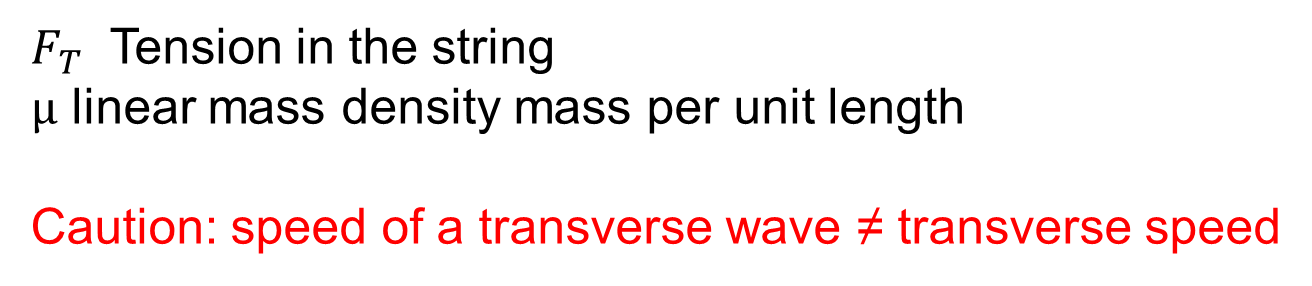 F_T Tension in the string
μ linear mass density mass per unit length
Caution: speed of a transverse wave ≠ transverse speed